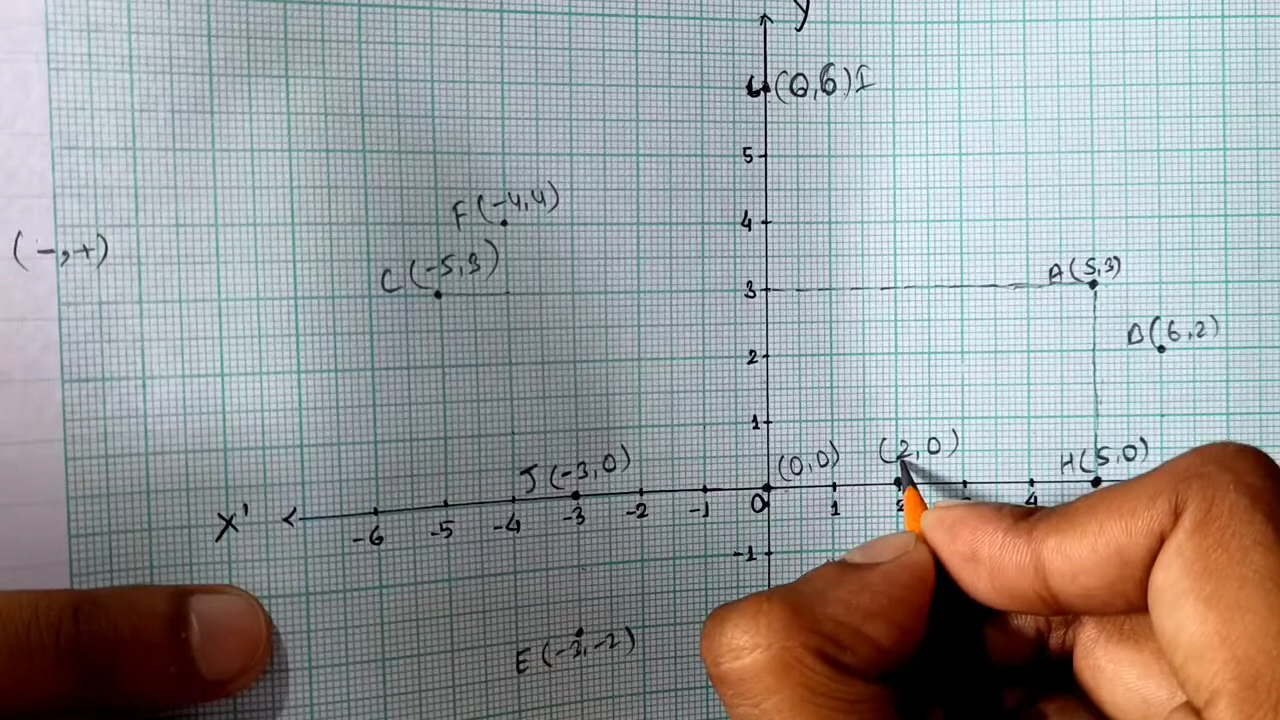 y
(0,6) I
5
F(-4,4)
4
(-,+)
C(-5,3)
3
A(5,3)
B(6,2)
2
1
J(-3,0)
(0,0)
(2,0)
H(5,0)
X' -6 -5 -4 -3 -2 -1 0 1 2 4
-1
E(-3,-2)